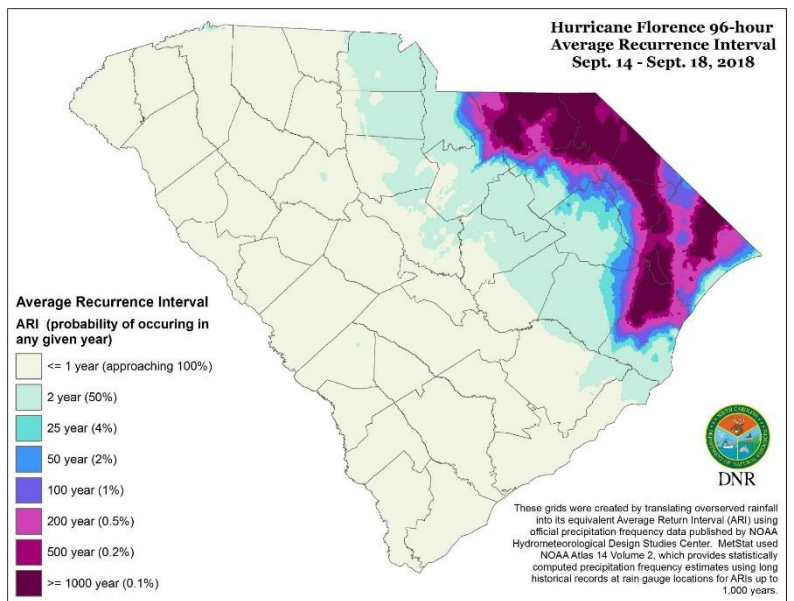 Hurricane Florence 96-hour
Average Recurrence Interval
Sept. 14 - Sept. 18, 2018
Average Recurrence Interval
ARI (probability of occuring in
any given year)
<= 1 year (approaching 100%)
2 year (50%)
25 year (4%)
50 year (2%)
100 year (1%)
200 year (0.5%)
500 year (0.2%)
>= 1000 year (0.1%)
DNR
These grids were created by translating overserved rainfall
into its equivalent Average Return Interval (ARI) using
official precipitation frequency data published by NOAA
Hydrometeorological Design Studies Center. MetStat used
NOAA Atlas 14 Volume 2, which provides statistically
computed precipitation frequency estimates using long
historical records at rain gauge locations for ARIs up to
1,000 years.